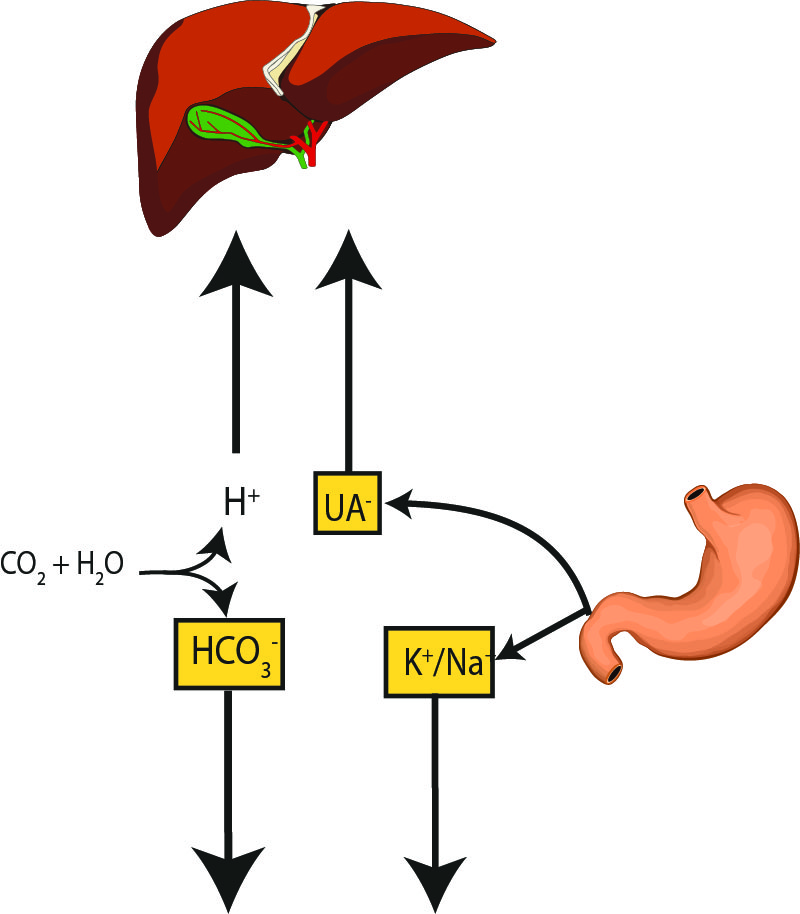 H⁺
UA⁻
CO₂ + H₂O
HCO₃⁻
K⁺/Na⁺